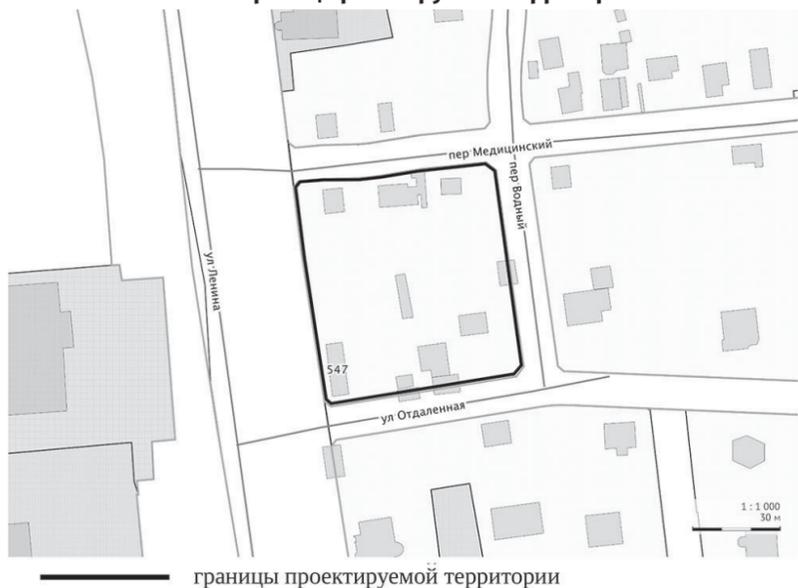 пер Медицинский
пер Водный
ул Ленина
547
ул Отдаленная
1 : 1 000
30 м
границы проектируемой территории